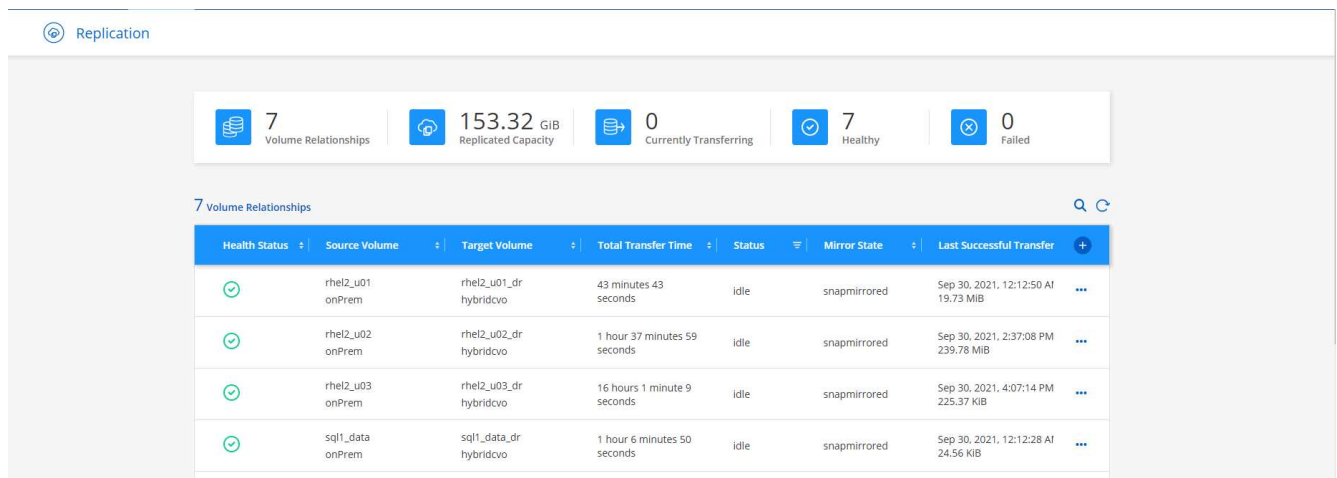 Replication
7
Volume Relationships
153.32 GiB
Replicated Capacity
0
Currently Transferring
7
Healthy
0
Failed
7 Volume Relationships
Health Status Source Volume Target Volume Total Transfer Time Status Mirror State Last Successful Transfer
rhel2_u01 rhel2_u01_dr 43 minutes 43 Sep 30, 2021, 12:12:50 AM
onPrem hybridcvo seconds idle snapmirrored 19.73 MiB
rhel2_u02 rhel2_u02_dr 1 hour 37 minutes 59 Sep 30, 2021, 2:37:08 PM
onPrem hybridcvo seconds idle snapmirrored 239.78 MiB
rhel2_u03 rhel2_u03_dr 16 hours 1 minute 9 Sep 30, 2021, 4:07:14 PM
onPrem hybridcvo seconds idle snapmirrored 225.37 KiB
sql1_data sql1_data_dr 1 hour 6 minutes 50 Sep 30, 2021, 12:12:28 AM
onPrem hybridcvo seconds idle snapmirrored 24.56 KiB